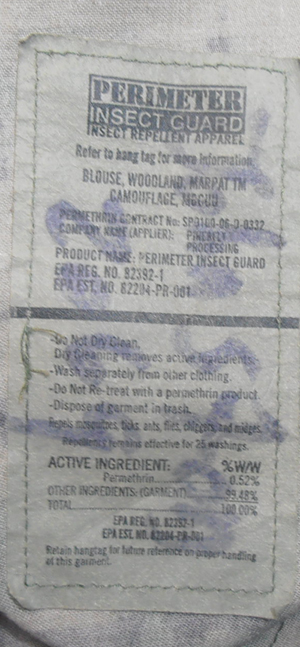 PERIMETER
INSECT GUARD
INSECT REPELLENT APPAREL
Refer to hang tag for more information
BLOUSE, WOODLAND, MARPAT TM
CAMOUFLAGE, MCCUU
PERMETHRIN CONTRACT No: SPO100-06-D-0332
COMPANY NAME (APPLIER): PINEHYLL
PROCESSING
PRODUCT NAME: PERIMETER INSECT GUARD
EPA REG. NO. 82392-1
EPA EST. NO. 82204-PR-001
-Do Not Dry Clean.
Dry Cleaning removes active ingredients.
-Wash separately from other clothing.
-Do Not Re-treat with a permethrin product
-Dispose of garment in trash.
Repels mosquitoes, ticks, ants, flies, chiggers, and midges.
Repellency remains effective for 25 washings.
ACTIVE INGREDIENT: %W/W
Permethrin 0.52%
OTHER INGREDIENTS: (GARMENT) 99.48%
TOTAL 100.00%
EPA REG. NO. 82392-1
EPA EST. NO. 82204-PR-001
Retain hangtag for future reference on proper handling
of this garment.